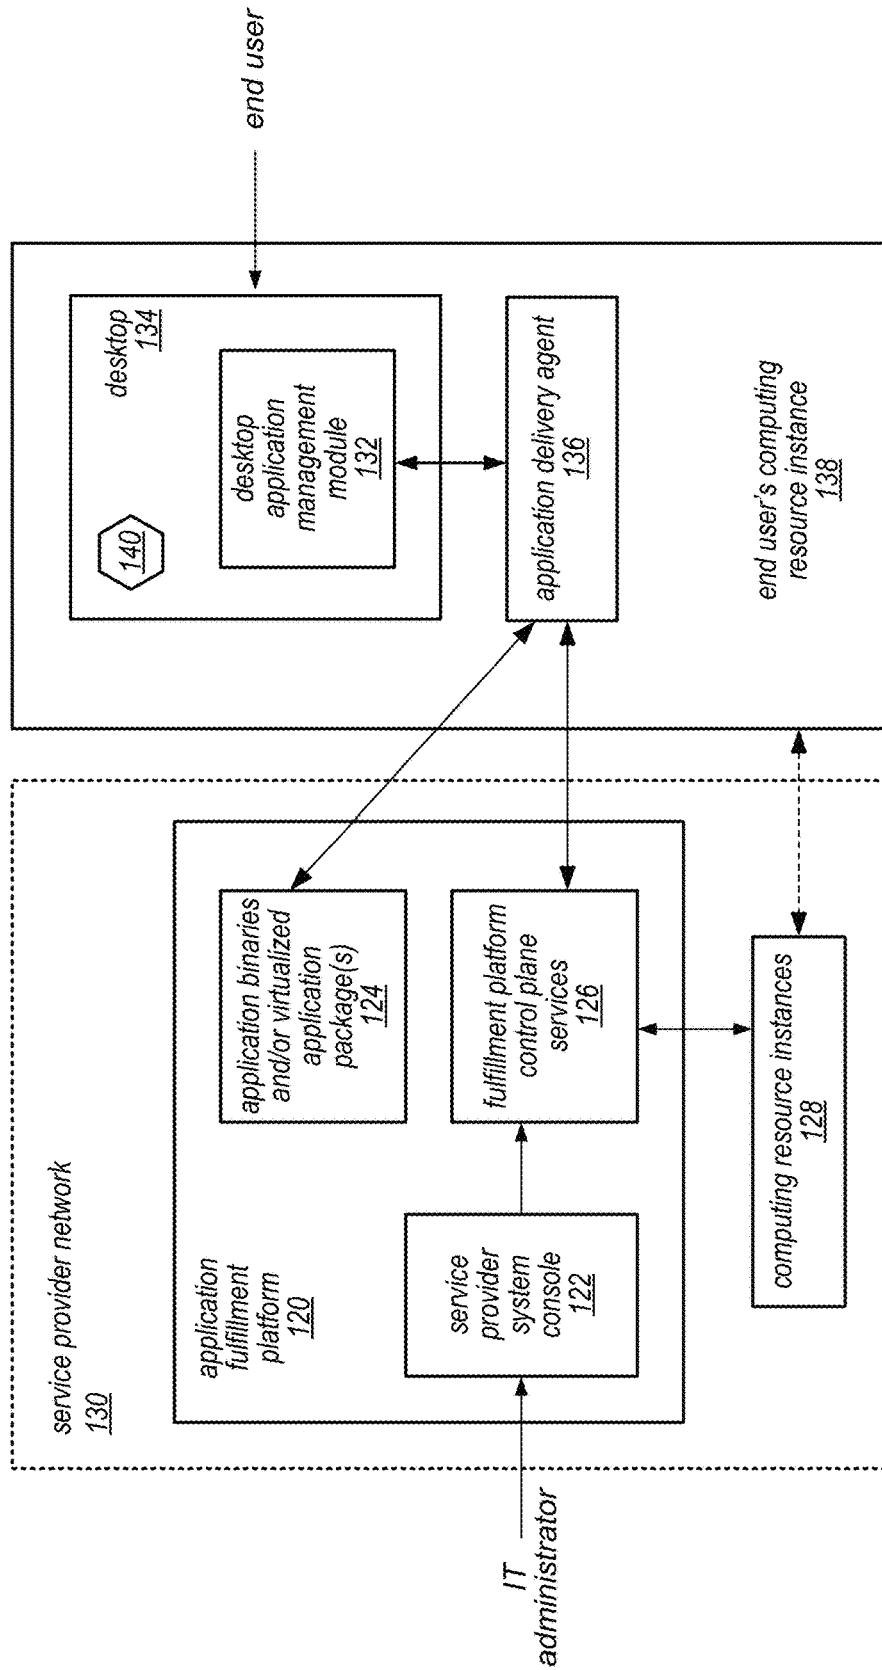 service provider network
130
application
fulfillment
platform
120
IT
administrator
service
provider
system
console
122
application binaries
and/or virtualized
application
package(s)
124
fulfillment platform
control plane
services
126
computing resource instances
128
140
desktop
134
desktop
application
management
module
132
application delivery agent
136
end user's computing
resource instance
138
end user